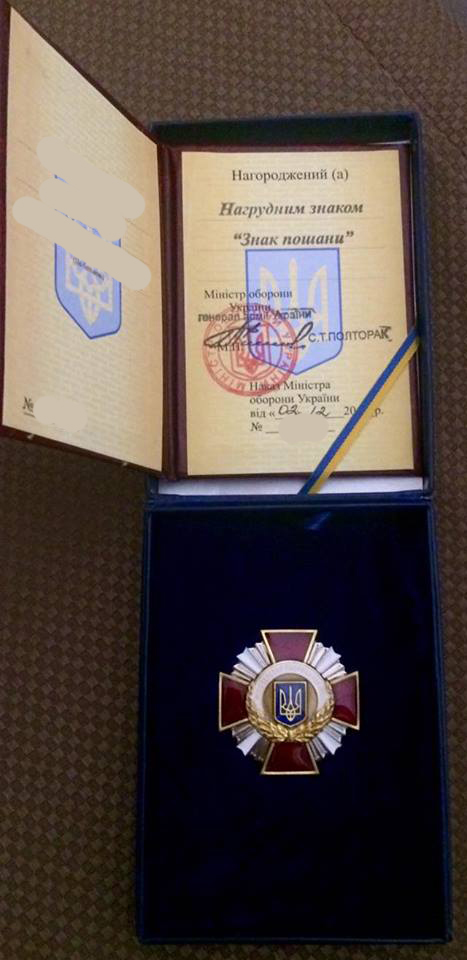 №
Нагороджений (а)
Нагрудним знаком
“Знак пошани”
Міністр оборони
України
генерал армії України
С.Т.ПОЛТОРАК
М.П.
Наказ Міністра
оборони України
від «02 12 20 р.
№